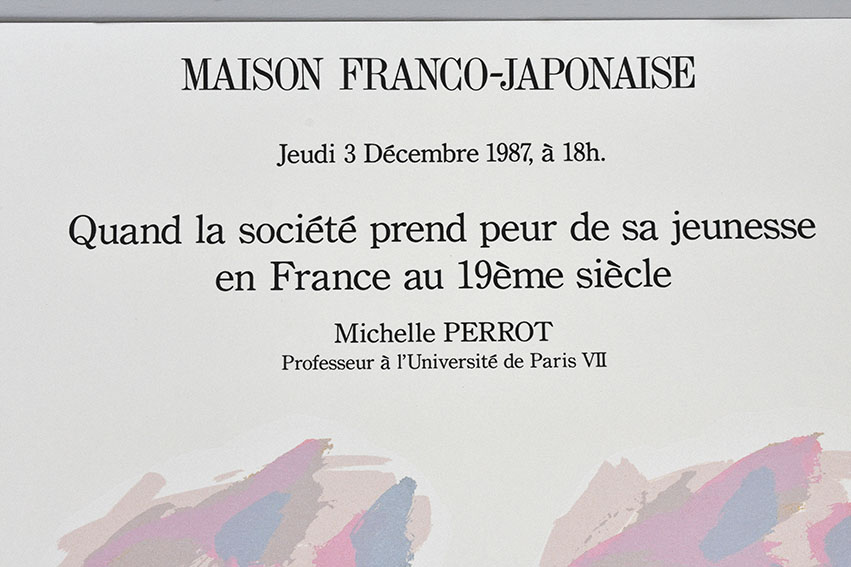 MAISON FRANCO-JAPONAISE
Jeudi 3 Décembre 1987, à 18h.
Quand la société prend peur de sa jeunesse
en France au 19ème siècle
Michelle PERROT
Professeur à l'Université de Paris VII